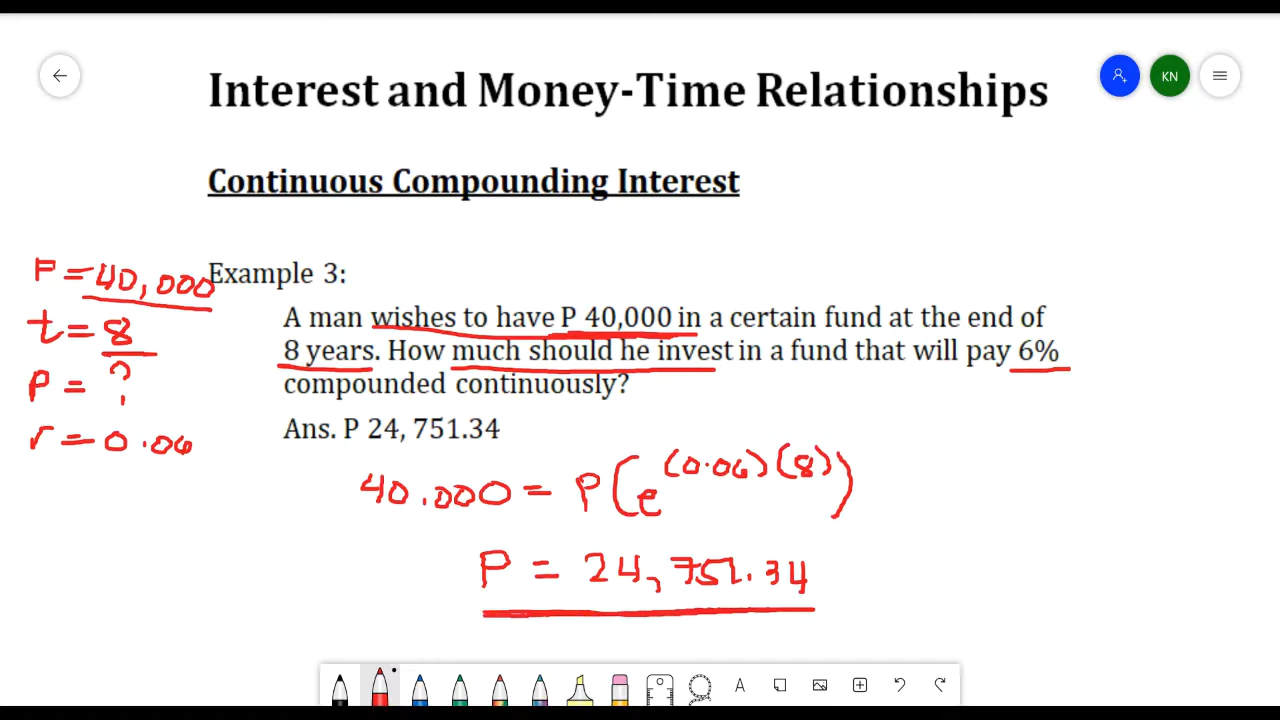 Interest and Money-Time Relationships
KN
Continuous Compounding Interest
F = 40,000
t = 8
P = ?
r = 0.06
Example 3:
A man wishes to have P 40,000 in a certain fund at the end of
8 years. How much should he invest in a fund that will pay 6%
compounded continuously?
Ans. P 24, 751.34
40.000 = P(e^(0.06)(8))
P = 24,751.34
A